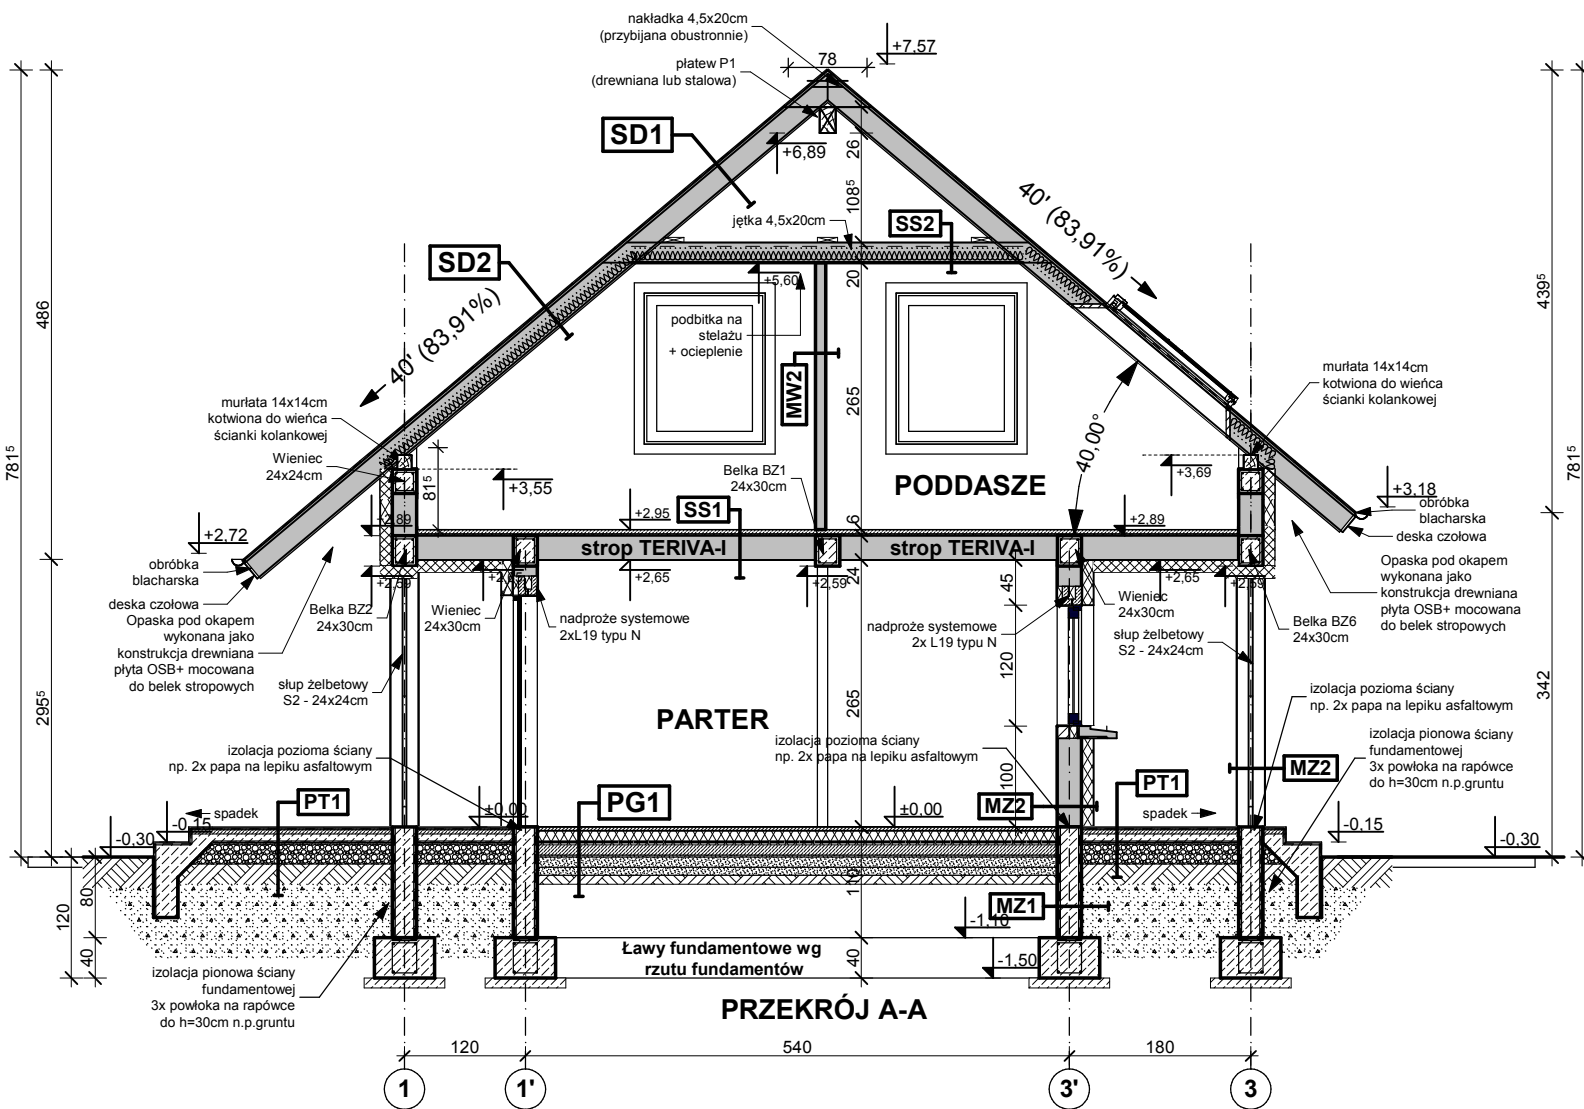 nakładka 4,5x20cm
(przybijana obustronnie)
78
+7,57
płatew P1
(drewniana lub stalowa)
SD1
+6,89
26
108⁵
40' (83,91%)
jętka 4,5x20cm
SS2
SD2
+5,60
20
486
439⁵
40' (83,91%)
podbitka na
stelażu
+ ocieplenie
MW2
265
murłata 14x14cm
kotwiona do wieńca
ścianki kolankowej
murłata 14x14cm
kotwiona do wieńca
ścianki kolankowej
40,00°
781⁵
781⁵
Wieniec
24x24cm
81⁵
+3,55
Belka BZ1
24x30cm
PODDASZE
+3,69
+3,18
obróbka
blacharska
deska czołowa
+2,89
+2,95
SS1
6
+2,89
+2,72
strop TERIVA-I
strop TERIVA-I
obróbka
blacharska
deska czołowa
+2,59
+2,65
+2,59
24
45
+2,65
+2,59
Opaska pod okapem
wykonana jako
konstrukcja drewniana
płyta OSB+ mocowana
do belek stropowych
Opaska pod okapem
wykonana jako
konstrukcja drewniana
płyta OSB+ mocowana
do belek stropowych
Belka BZ2
24x30cm
Wieniec
24x30cm
nadproże systemowe
2xL19 typu N
nadproże systemowe
2x L19 typu N
Wieniec
24x30cm
Belka BZ6
24x30cm
słup żelbetowy
S2 - 24x24cm
słup żelbetowy
S2 - 24x24cm
120
295⁵
342
PARTER
265
izolacja pozioma ściany
np. 2x papa na lepiku asfaltowym
izolacja pozioma ściany
np. 2x papa na lepiku asfaltowym
izolacja pozioma ściany
np. 2x papa na lepiku asfaltowym
izolacja pionowa ściany
fundamentowej
3x powłoka na rapówce
do h=30cm n.p.gruntu
MZ2
PT1
100
PT1
PG1
MZ2
spadek
±0,00
±0,00
spadek
-0,15
-0,30
-0,15
-0,30
80
120
110
MZ1
-1,10
40
Ławy fundamentowe wg
rzutu fundamentów
40
-1,50
izolacja pionowa ściany
fundamentowej
3x powłoka na rapówce
do h=30cm n.p.gruntu
PRZEKRÓJ A-A
120
540
180
1
1'
3'
3